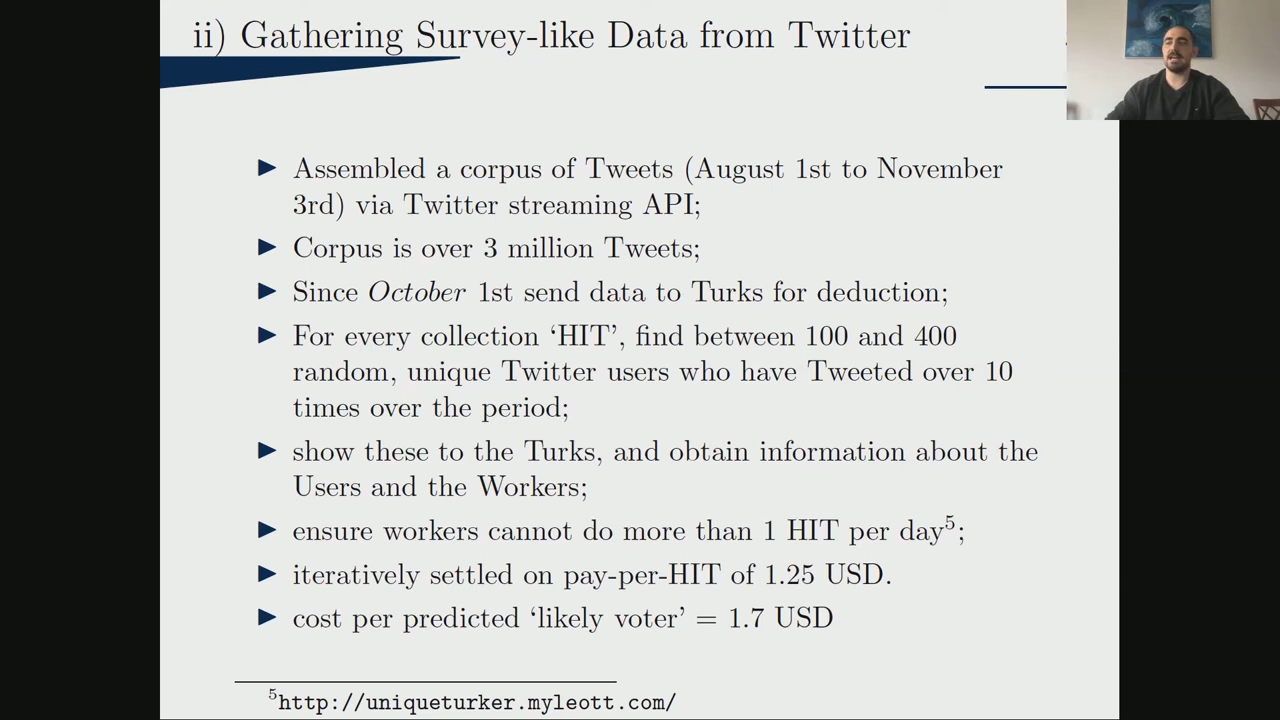 ii) Gathering Survey-like Data from Twitter
Assembled a corpus of Tweets (August 1st to November
3rd) via Twitter streaming API;
Corpus is over 3 million Tweets;
Since October 1st send data to Turks for deduction;
For every collection ‘HIT’, find between 100 and 400
random, unique Twitter users who have Tweeted over 10
times over the period;
show these to the Turks, and obtain information about the
Users and the Workers;
ensure workers cannot do more than 1 HIT per day5;
iteratively settled on pay-per-HIT of 1.25 USD.
cost per predicted ‘likely voter’ = 1.7 USD
5http://uniqueturker.myleott.com/